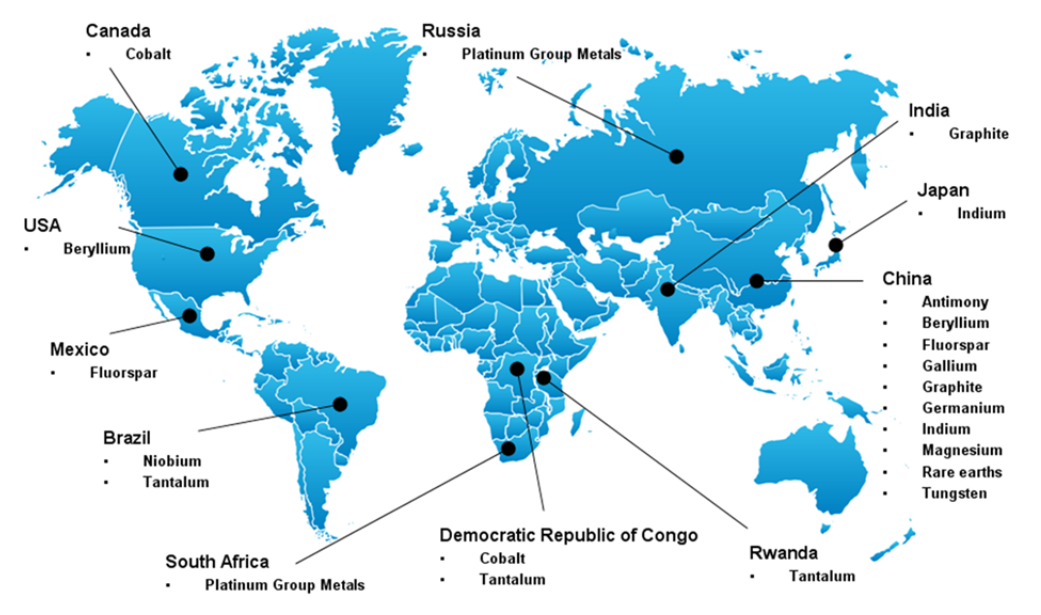 Canada
▪ Cobalt
Russia
▪ Platinum Group Metals
India
▪ Graphite
Japan
▪ Indium
USA
▪ Beryllium
China
▪ Antimony
▪ Beryllium
▪ Fluorspar
▪ Gallium
▪ Graphite
▪ Germanium
▪ Indium
▪ Magnesium
▪ Rare earths
▪ Tungsten
Mexico
▪ Fluorspar
Brazil
▪ Niobium
▪ Tantalum
South Africa
▪ Platinum Group Metals
Democratic Republic of Congo
▪ Cobalt
▪ Tantalum
Rwanda
▪ Tantalum